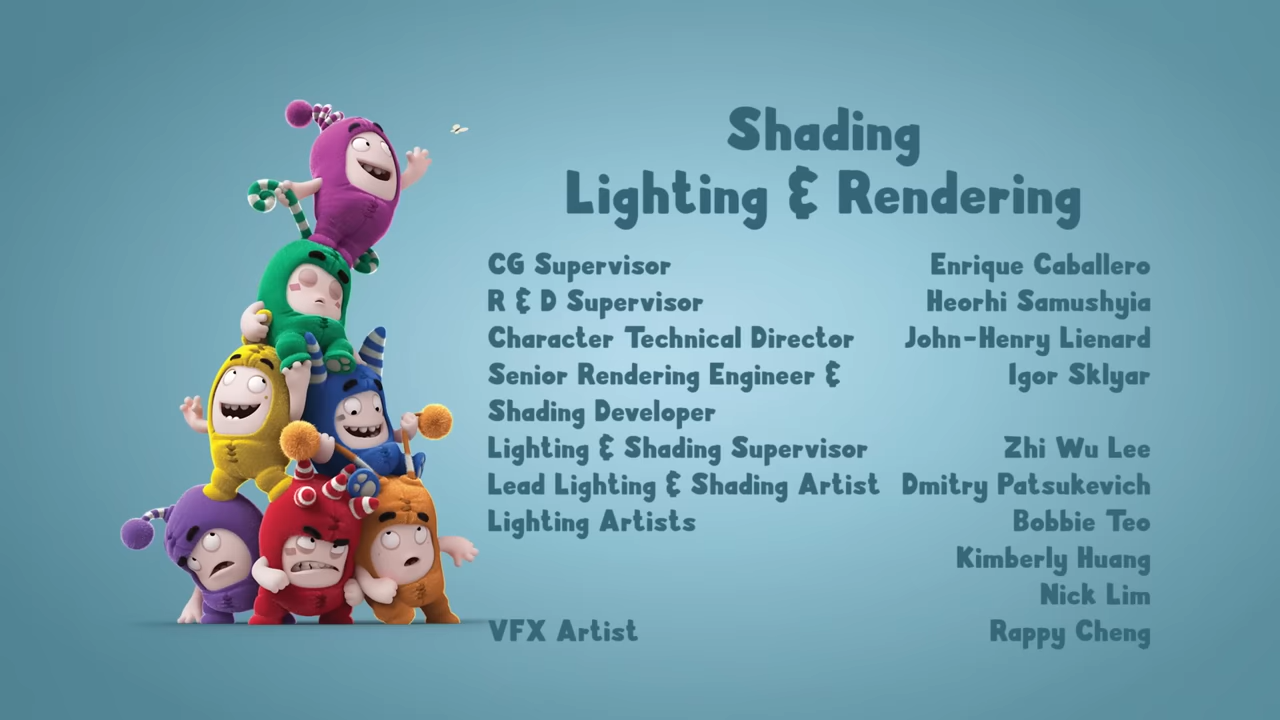 Shading
Lighting & Rendering
CG Supervisor Enrique Caballero
R & D Supervisor Heorhi Samushyia
Character Technical Director John-Henry Lienard
Senior Rendering Engineer & Igor Sklyar
Shading Developer
Lighting & Shading Supervisor Zhi Wu Lee
Lead Lighting & Shading Artist Dmitry Patsukevich
Lighting Artists Bobbie Teo
Kimberly Huang
Nick Lim
VFX Artist Rappy Cheng